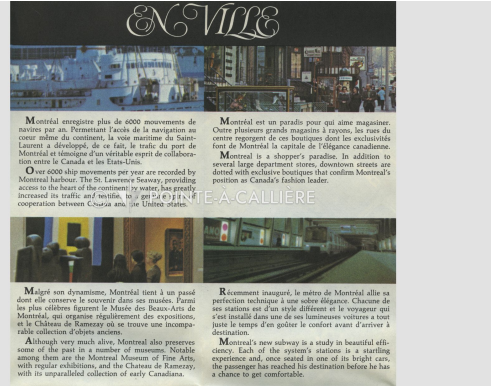 EN VILLE
Montréal enregistre plus de 6000 mouvements de
navires par an. Permettant l'accès de la navigation au
coeur même du continent, la voie maritime du Saint-
Laurent a développé, de ce fait, le trafic du port de
Montréal et témoigne d'un véritable esprit de collabora-
tion entre le Canada et les Etats-Unis.
Over 6000 ship movements per year are recorded by
Montreal harbour. The St. Lawrence Seaway, providing
access to the heart of the continent by water, has greatly
increased its traffic and testifies to a
cooperation between Canada and the United States.
Montréal est un paradis pour qui aime magasiner.
Outre plusieurs grands magasins à rayons, les rues du
centre regorgent de ces boutiques dont les exclusivités
font de Montréal la capitale de l'élégance canadienne.
Montreal is a shopper's paradise. In addition to
several large department stores, downtown streets are
dotted with exclusive boutiques that confirm Montreal's
position as Canada's fashion leader.
POINTE-À-CALLIÈRE
Malgré son dynamisme, Montréal tient à un passé
dont elle conserve le souvenir dans ses musées. Parmi
les plus célèbres figurent le Musée des Beaux-Arts de
Montréal, qui organise régulièrement des expositions,
et le Château de Ramezay où se trouve une incompa-
rable collection d'objets anciens.
Although very much alive, Montreal also preserves
some of the past in a number of museums. Notable
among them are the Montreal Museum of Fine Arts,
with regular exhibitions, and the Chateau de Ramezay,
with its unparalleled collection of early Canadiana.
Récemment inauguré, le métro de Montréal allie sa
perfection technique à une sobre élégance. Chacune de
ses stations est d'un style différent et le voyageur qui
s'est installé dans une de ses lumineuses voitures a tout
juste le temps d'en goûter le confort avant d'arriver à
destination.
Montreal's new subway is a study in beautiful effi-
ciency. Each of the system's stations is a startling
experience and, once seated in one of its bright cars,
the passenger has reached his destination before he has
a chance to get comfortable.